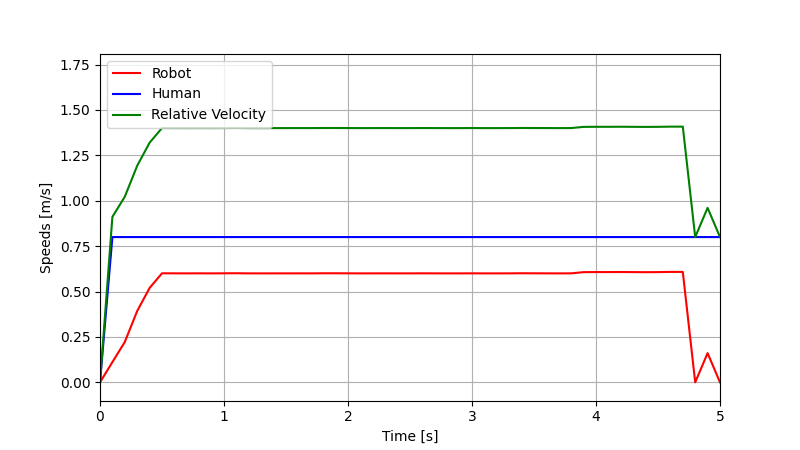 1.75
1.50
1.25
1.00
0.75
0.50
0.25
0.00
Speeds [m/s]
Robot
Human
Relative Velocity
0 1 2 3 4 5
Time [s]